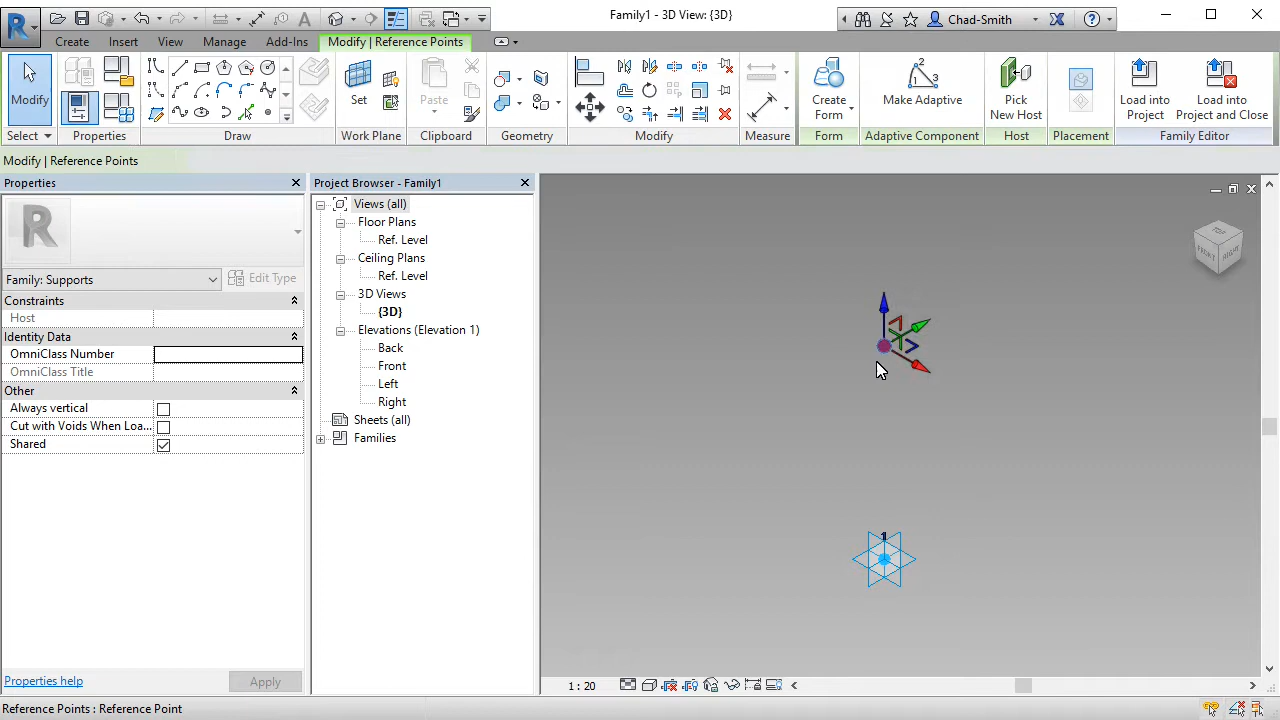 Family1 - 3D View: {3D}
Chad-Smith
Create Insert View Manage Add-Ins Modify | Reference Points
Modify
Set
Paste
Create Form
Make Adaptive
Pick New Host
Load into Project
Load into Project and Close
Select Properties Draw Work Plane Clipboard Geometry Modify Measure Form Adaptive Component Host Placement Family Editor
Modify | Reference Points
Properties
R
Family: Supports
Edit Type
Constraints
Host
Identity Data
OmniClass Number
OmniClass Title
Other
Always vertical
Cut with Voids When Loa...
Shared
Properties help
Apply
Project Browser - Family1
Views (all)
Floor Plans
Ref. Level
Ceiling Plans
Ref. Level
3D Views
{3D}
Elevations (Elevation 1)
Back
Front
Left
Right
Sheets (all)
Families
TOP
FRONT
RIGHT
1
1 : 20
Reference Points : Reference Point